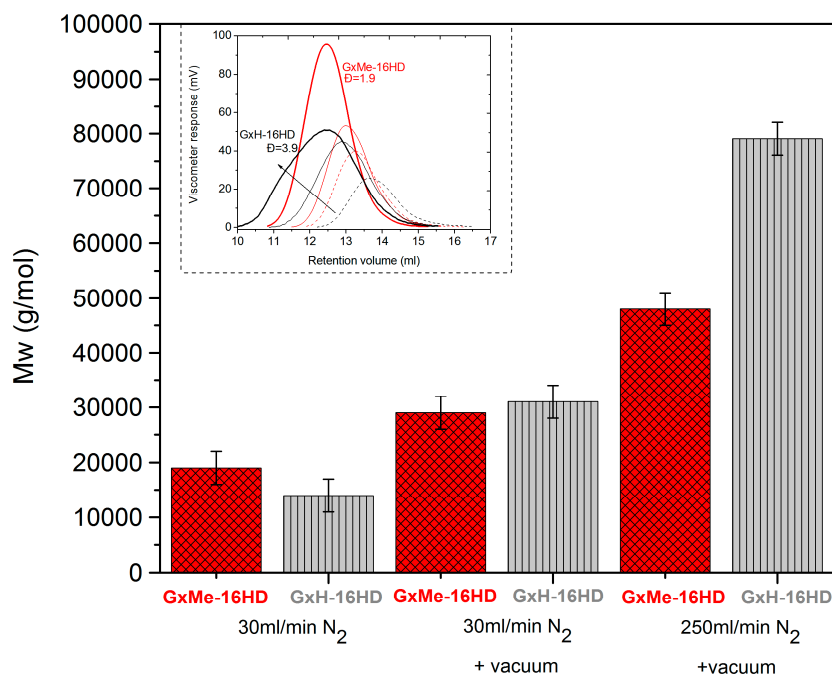 100000
90000
80000
70000
60000
50000
40000
30000
20000
10000
0
Mw (g/mol)
100
80
60
40
20
0
Viscometer response (mV)
GxMe-16HD
Đ=1.9
GxH-16HD
Đ=3.9
10 11 12 13 14 15 16 17
Retention volume (ml)
GxMe-16HD GxH-16HD GxMe-16HD GxH-16HD GxMe-16HD GxH-16HD
30ml/min N2 30ml/min N2 250ml/min N2
+ vacuum +vacuum